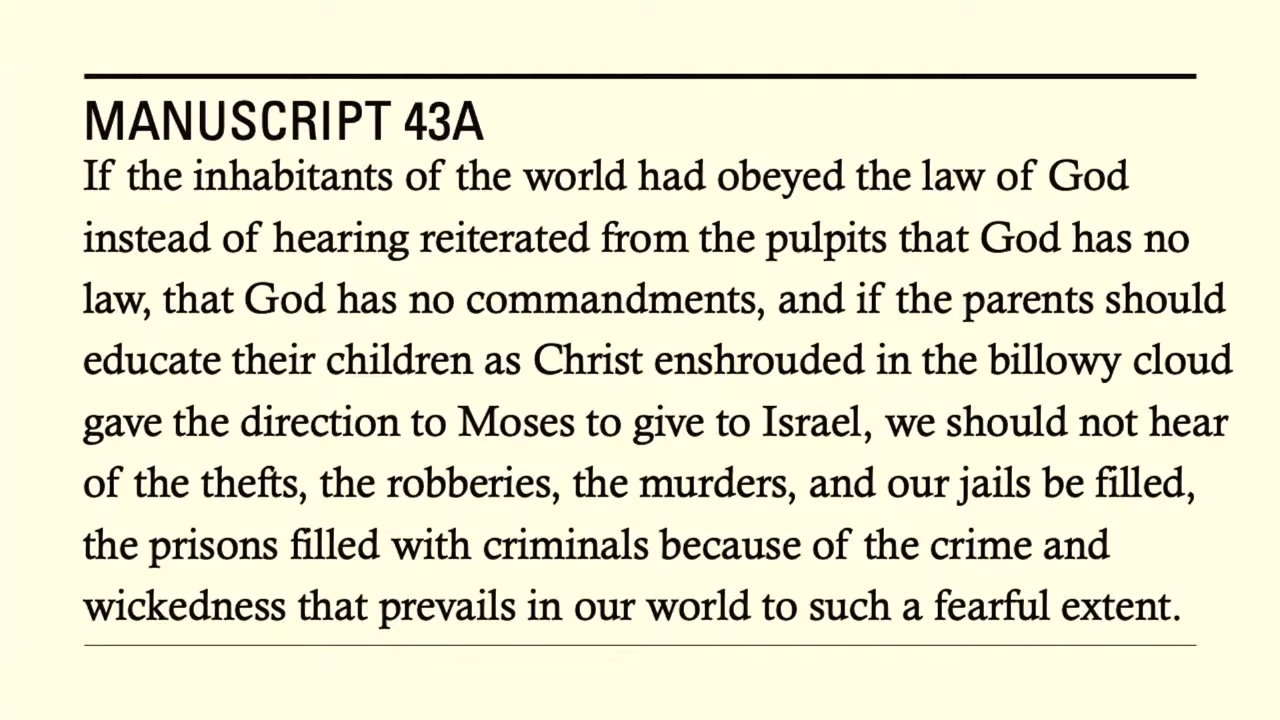 MANUSCRIPT 43A
If the inhabitants of the world had obeyed the law of God
instead of hearing reiterated from the pulpits that God has no
law, that God has no commandments, and if the parents should
educate their children as Christ enshrouded in the billowy cloud
gave the direction to Moses to give to Israel, we should not hear
of the thefts, the robberies, the murders, and our jails be filled,
the prisons filled with criminals because of the crime and
wickedness that prevails in our world to such a fearful extent.